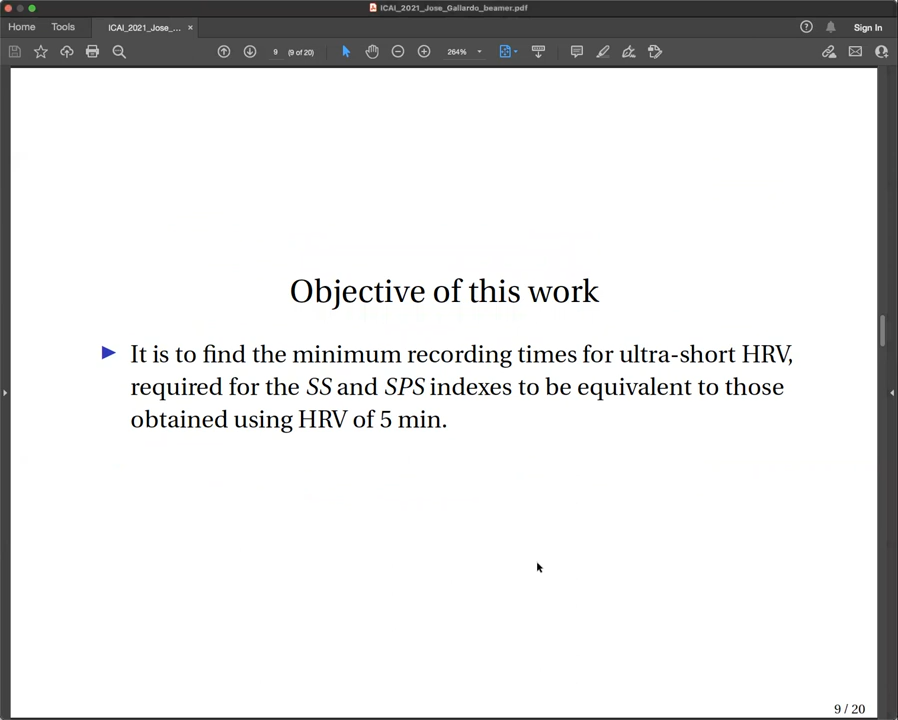 ICAI_2021_Jose_Gallardo_beamer.pdf
Home Tools ICAI_2021_Jose_... × Sign In
9 (9 of 20) 264%
Objective of this work
It is to find the minimum recording times for ultra-short HRV,
required for the SS and SPS indexes to be equivalent to those
obtained using HRV of 5 min.
9 / 20